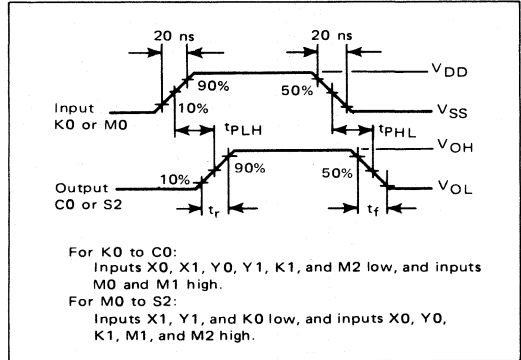 20 ns 20 ns
VDD
90% 50%
Input
K0 or M0
10%
VSS
tPLH tPHL
VOH
90% 50%
10%
Output
C0 or S2
VOL
tr tf
For K0 to C0:
Inputs X0, X1, Y0, Y1, K1, and M2 low, and inputs
M0 and M1 high.
For M0 to S2:
Inputs X1, Y1, and K0 low, and inputs X0, Y0,
K1, M1, and M2 high.